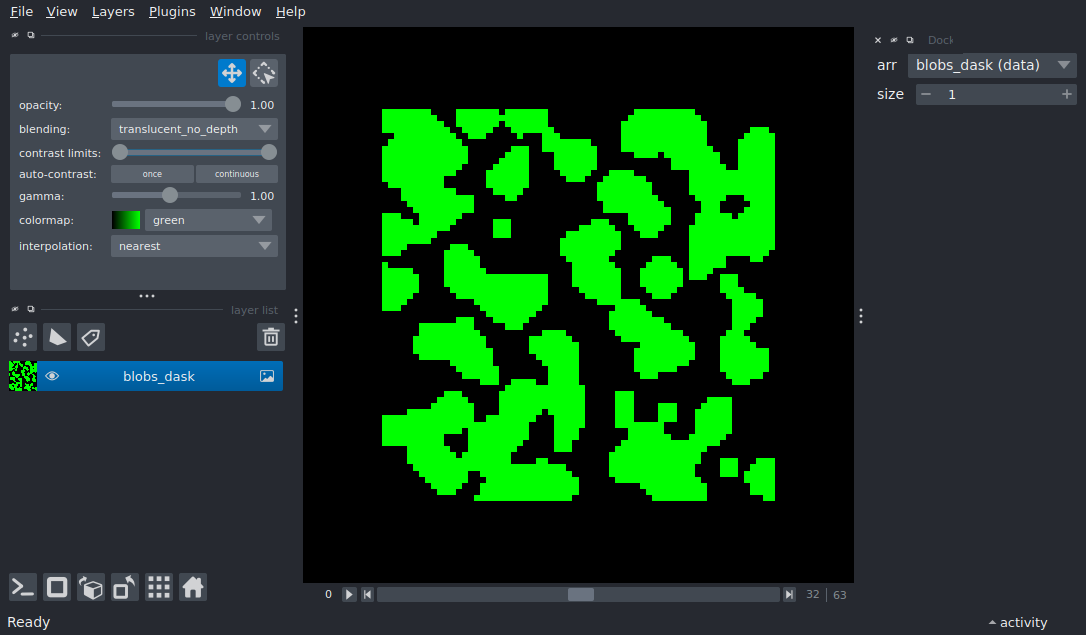 File View Layers Plugins Window Help
layer controls
opacity: 1.00
blending: translucent_no_depth
contrast limits:
auto-contrast: once continuous
gamma: 1.00
colormap: green
interpolation: nearest
layer list
blobs_dask
0 32 63
Ready
Dock
arr blobs_dask (data)
size 1
activity